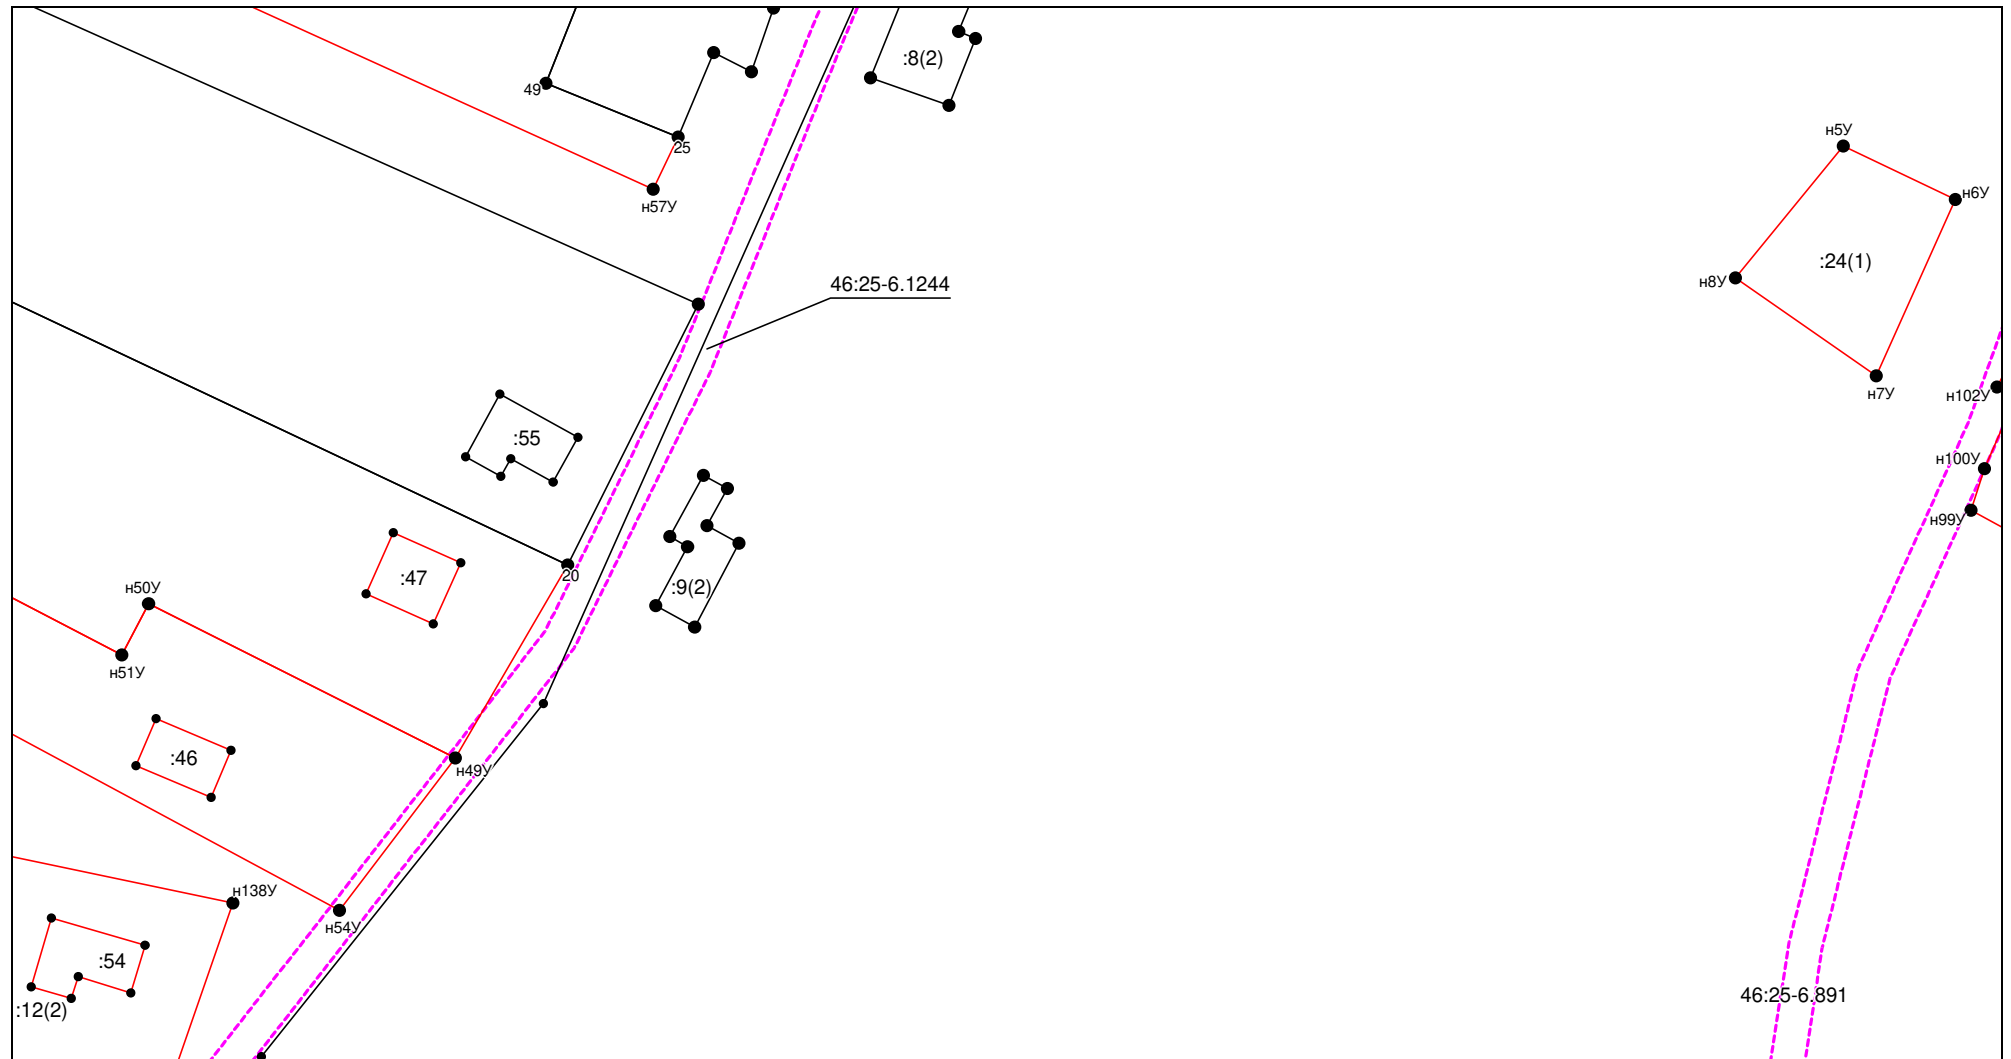 :8(2)
49
25
н5У
н6У
н57У
:24(1)
46:25-6.1244
н8У
н7У
н102У
:55
н100У
н99У
:47
20
н50У
:9(2)
н51У
:46
н49У
н138У
н54У
:54
46:25-6.891
:12(2)